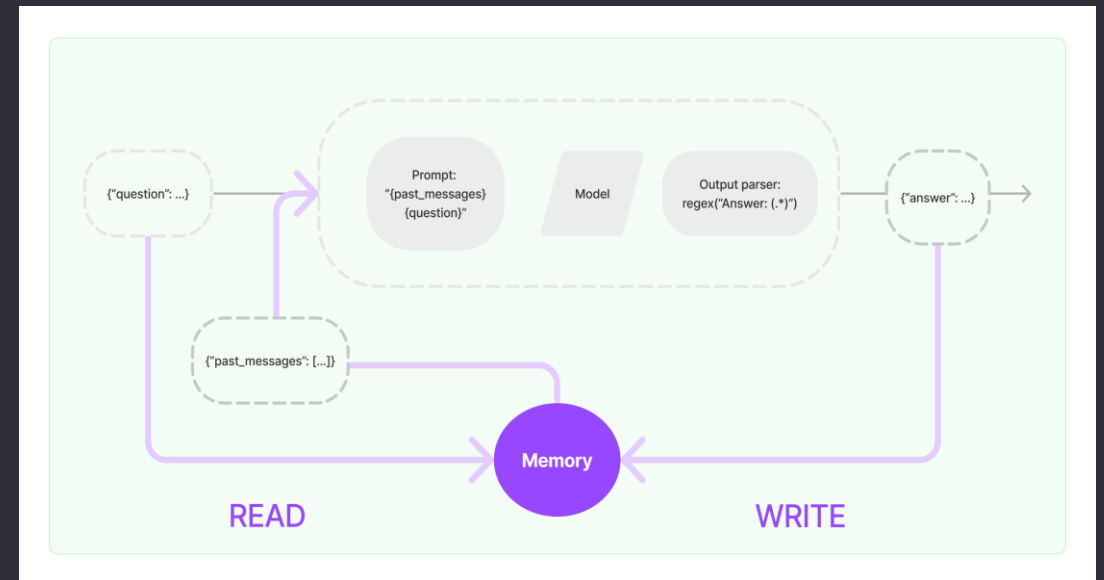 {"question": ...}
Prompt:
"{past_messages}
{question}"
Model
Output parser:
regex("Answer: (.*)")
{"answer": ...}
{"past_messages": [...]}
Memory
READ
WRITE